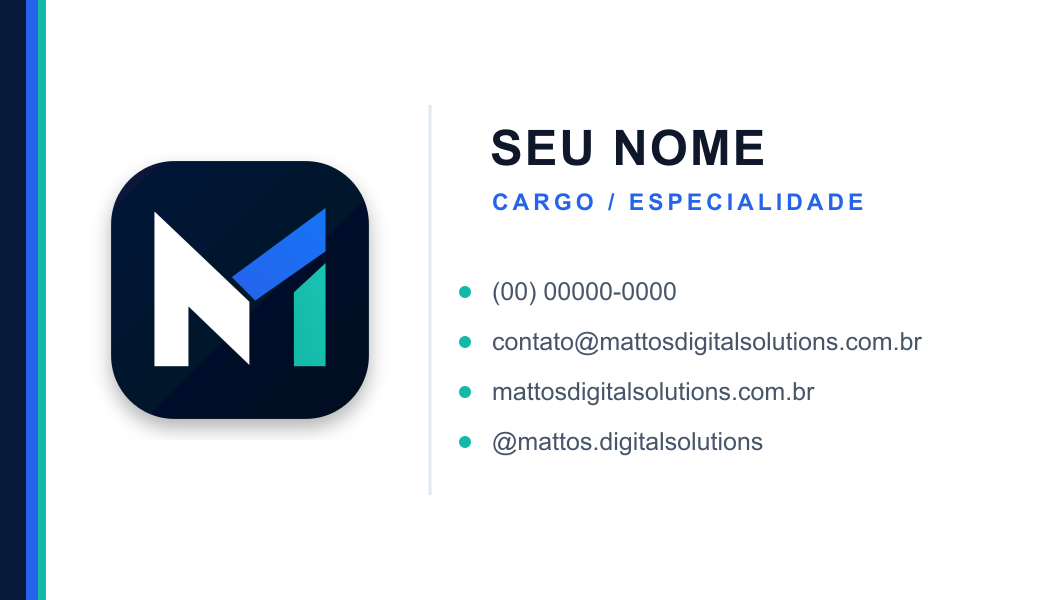 SEU NOME
CARGO / ESPECIALIDADE
(00) 00000-0000
contato@mattosdigitalsolutions.com.br
mattosdigitalsolutions.com.br
@mattos.digitalsolutions